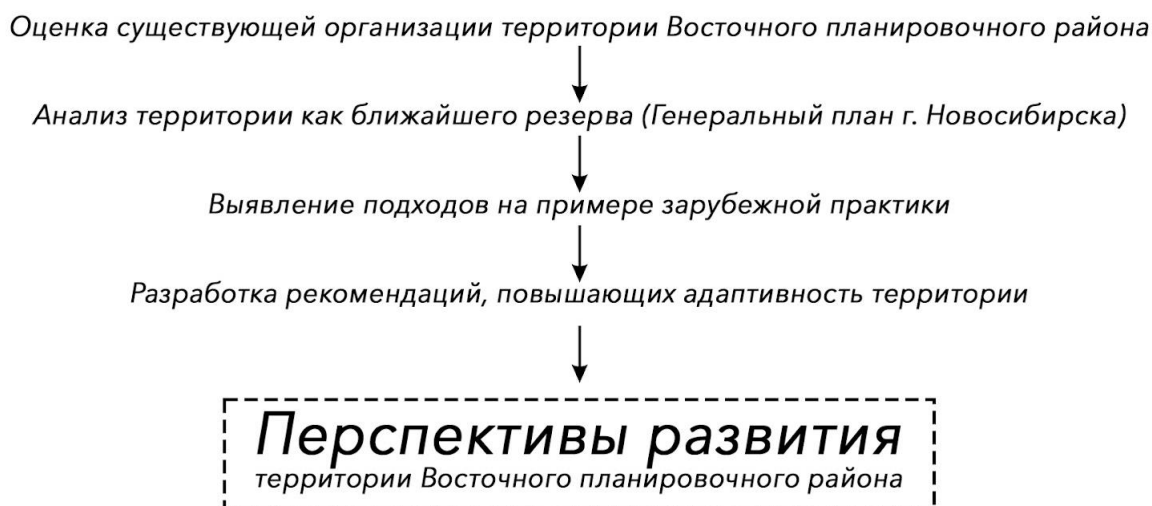 Оценка существующей организации территории Восточного планировочного района
Анализ территории как ближайшего резерва (Генеральный план г. Новосибирска)
Выявление подходов на примере зарубежной практики
Разработка рекомендаций, повышающих адаптивность территории
Перспективы развития
территории Восточного планировочного района